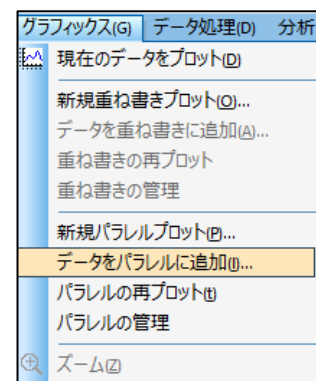 グラフィックス(G) データ処理(D) 分析
現在のデータをプロット(D)
新規重ね書きプロット(O)...
データを重ね書きに追加(A)...
重ね書きの再プロット
重ね書きの管理
新規パラレルプロット(P)...
データをパラレルに追加(I)...
パラレルの再プロット(t)
パラレルの管理
ズーム(Z)